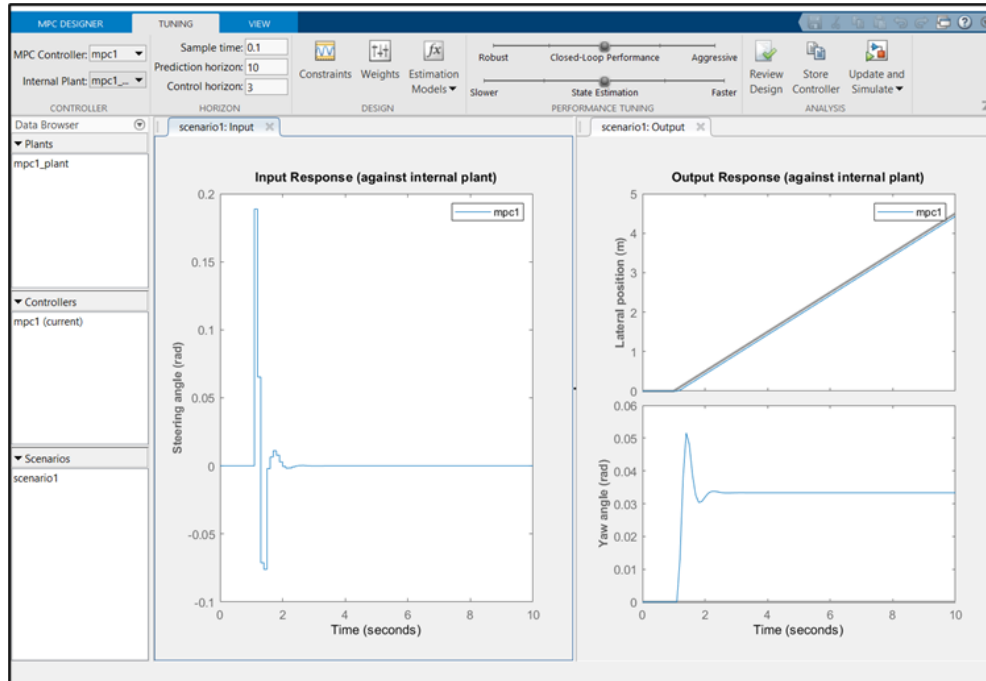 MPC DESIGNER TUNING VIEW
MPC Controller: mpc1
Internal Plant: mpc1_...
CONTROLLER
Sample time: 0.1
Prediction horizon: 10
Control horizon: 3
HORIZON
Constraints Weights Estimation
Models
DESIGN
Robust Closed-Loop Performance Aggressive
Slower State Estimation Faster
PERFORMANCE TUNING
Review
Design
Store
Controller
Update and
Simulate
ANALYSIS
Data Browser
Plants
mpc1_plant
Controllers
mpc1 (current)
Scenarios
scenario1
scenario1: Input
Input Response (against internal plant)
mpc1
Steering angle (rad)
0.2
0.15
0.1
0.05
0
-0.05
-0.1
0 2 4 6 8 10
Time (seconds)
scenario1: Output
Output Response (against internal plant)
mpc1
Lateral position (m)
5
4
3
2
1
0
Yaw angle (rad)
0.06
0.05
0.04
0.03
0.02
0.01
0
0 2 4 6 8 10
Time (seconds)